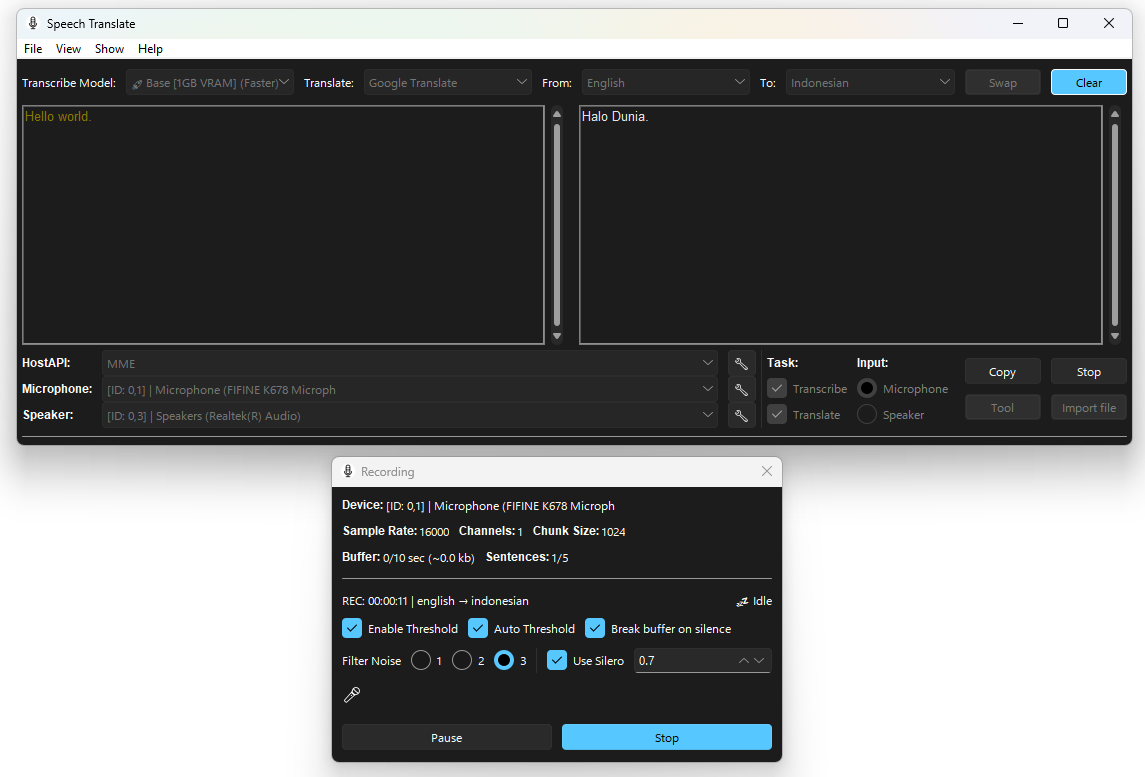 Speech Translate
File View Show Help
Transcribe Model: Base [1GB VRAM] (Faster) Translate: Google Translate From: English To: Indonesian Swap Clear
Hello world. Halo Dunia.
HostAPI: MME Task: Input:
Microphone: [ID: 0,1] | Microphone (FIFINE K678 Microph Transcribe Microphone Copy Stop
Speaker: [ID: 0,3] | Speakers (Realtek(R) Audio) Translate Speaker Tool Import file
Recording
Device: [ID: 0,1] | Microphone (FIFINE K678 Microph
Sample Rate: 16000 Channels: 1 Chunk Size: 1024
Buffer: 0/10 sec (~0.0 kb) Sentences: 1/5
REC: 00:00:11 | english → indonesian Idle
Enable Threshold Auto Threshold Break buffer on silence
Filter Noise 1 2 3 Use Silero 0.7
Pause Stop